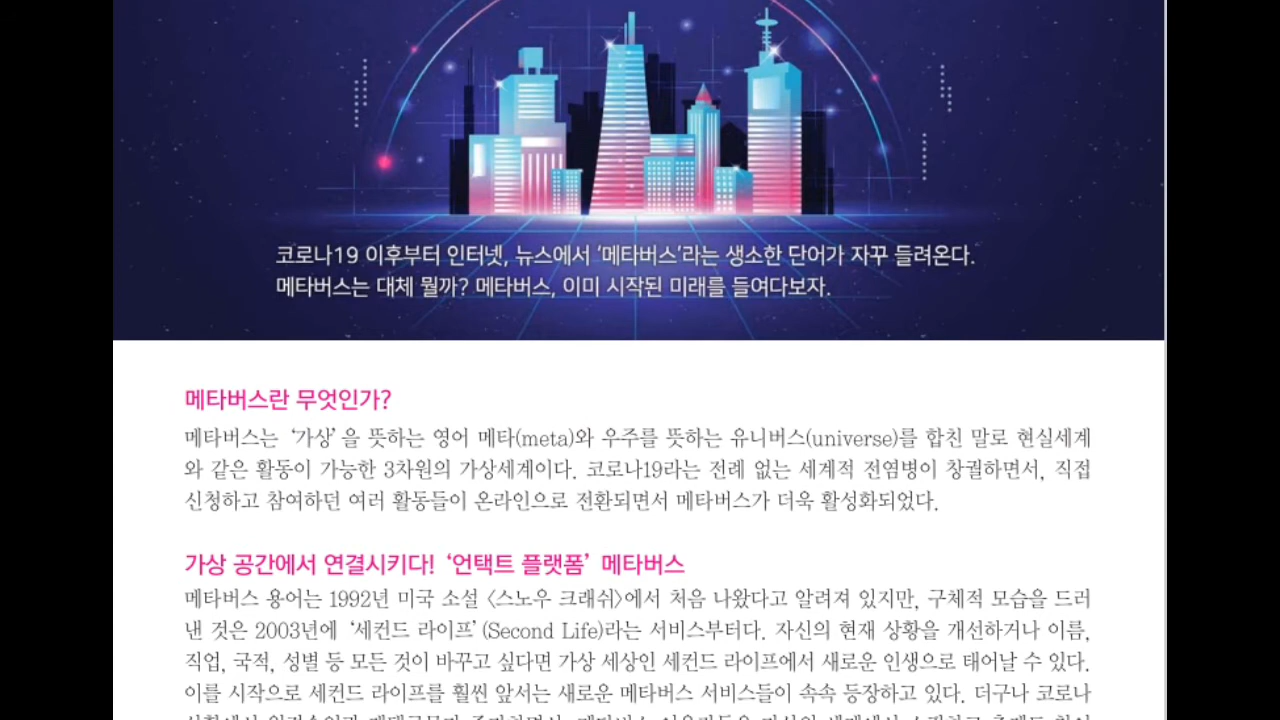 코로나19 이후부터 인터넷, 뉴스에서 '메타버스'라는 생소한 단어가 자꾸 들려온다.
메타버스는 대체 뭘까? 메타버스, 이미 시작된 미래를 들여다보자.
메타버스란 무엇인가?
메타버스는 ‘가상’을 뜻하는 영어 메타(meta)와 우주를 뜻하는 유니버스(universe)를 합친 말로 현실세계
와 같은 활동이 가능한 3차원의 가상세계이다. 코로나19라는 전례 없는 세계적 전염병이 창궐하면서, 직접
신청하고 참여하던 여러 활동들이 온라인으로 전환되면서 메타버스가 더욱 활성화되었다.
가상 공간에서 연결시키다! ‘언택트 플랫폼’ 메타버스
메타버스 용어는 1992년 미국 소설 〈스노우 크래쉬〉에서 처음 나왔다고 알려져 있지만, 구체적 모습을 드러
낸 것은 2003년에 ‘세컨드 라이프’(Second Life)라는 서비스부터다. 자신의 현재 상황을 개선하거나 이름,
직업, 국적, 성별 등 모든 것이 바꾸고 싶다면 가상 세상인 세컨드 라이프에서 새로운 인생으로 태어날 수 있다.
이를 시작으로 세컨드 라이프를 훨씬 앞서는 새로운 메타버스 서비스들이 속속 등장하고 있다. 더구나 코로나